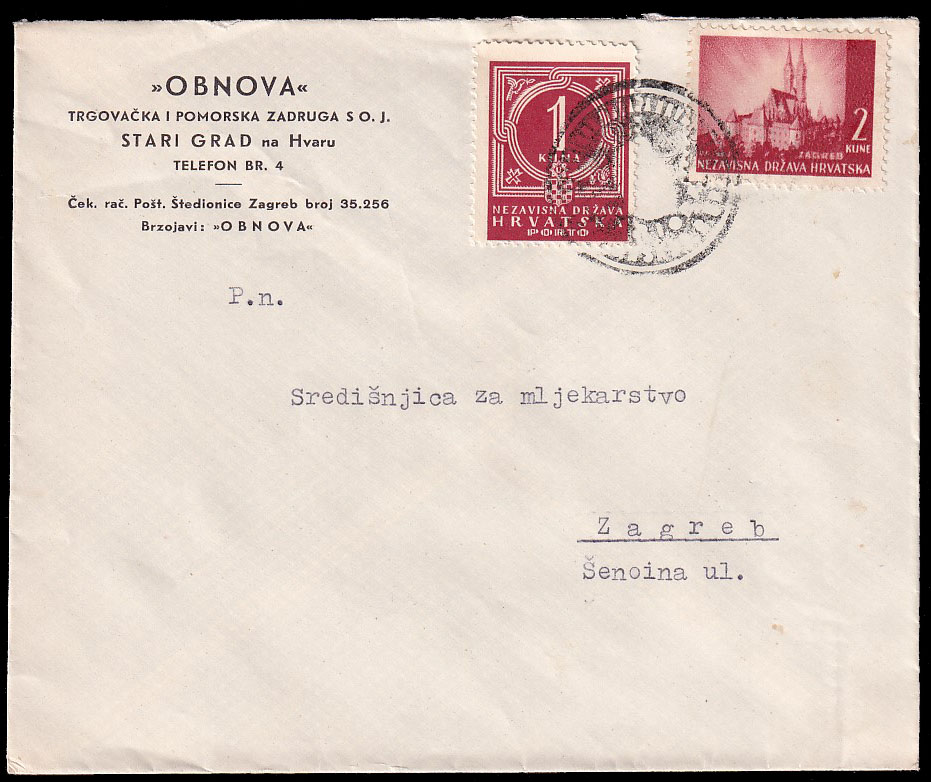 »OBNOVA«
TRGOVAČKA I POMORSKA ZADRUGA S O. J.
STARI GRAD na Hvaru
TELEFON BR. 4
Ček. rač. Pošt. Štedionice Zagreb broj 35.256
Brzojavi: »OBNOVA«
1
KUNA
NEZAVISNA DRŽAVA
HRVATSKA
PORTO
2
KUNE
ZAGREB
NEZAVISNA DRŽAVA HRVATSKA
P.n.
Središnjica za mljekarstvo
Zagreb
Šenoina ul.